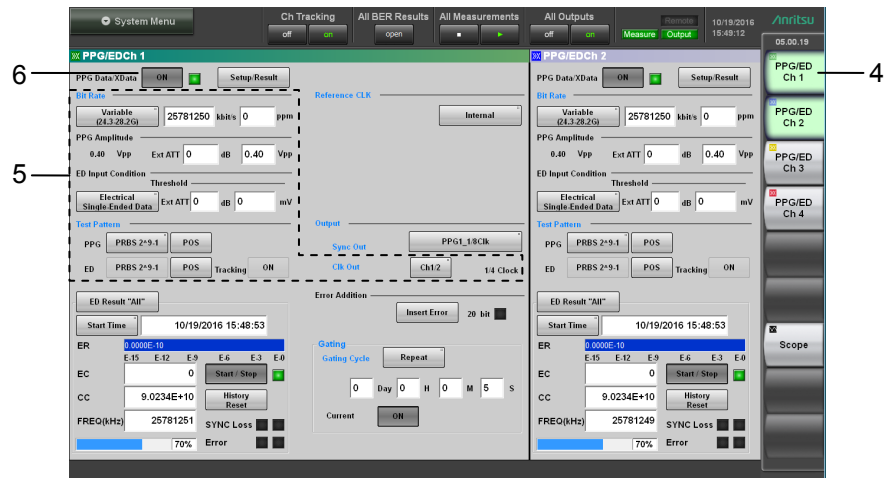 System Menu
Ch Tracking
off on
All BER Results
open
All Measurements
All Outputs
off on
Remote
Measure Output
10/19/2016
15:49:12
Anritsu
05.00.19
PPG/EDCh 1
6
PPG Data/XData ON Setup/Result
Bit Rate
Variable
(24.3-28.2G)
25781250 kbit/s 0 ppm
PPG Amplitude
0.40 Vpp Ext ATT 0 dB 0.40 Vpp
5
ED Input Condition
Threshold
Electrical
Single-Ended Data
Ext ATT 0 dB 0 mV
Test Pattern
PPG PRBS 2^9-1 POS
ED PRBS 2^9-1 POS Tracking ON
Reference CLK
Internal
Output
Sync Out PPG1_1/8Clk
Clk Out Ch1/2 1/4 Clock
ED Result "All"
Start Time 10/19/2016 15:48:53
ER 0.0000E-10
E-15 E-12 E-9 E-6 E-3 E-0
EC 0 Start / Stop
CC 9.0234E+10 History
Reset
FREQ(kHz) 25781251 SYNC Loss
70% Error
Error Addition
Insert Error 20 bit
Gating
Gating Cycle Repeat
0 Day 0 H 0 M 5 S
Current ON
PPG/EDCh 2
PPG Data/XData ON Setup/Result
Bit Rate
Variable
(24.3-28.2G)
25781250 kbit/s 0 ppm
PPG Amplitude
0.40 Vpp Ext ATT 0 dB 0.40 Vpp
ED Input Condition
Threshold
Electrical
Single-Ended Data
Ext ATT 0 dB 0 mV
Test Pattern
PPG PRBS 2^9-1 POS
ED PRBS 2^9-1 POS Tracking ON
ED Result "All"
Start Time 10/19/2016 15:48:53
ER 0.0000E-10
E-15 E-12 E-9 E-6 E-3 E-0
EC 0 Start / Stop
CC 9.0234E+10 History
Reset
FREQ(kHz) 25781249 SYNC Loss
70% Error
PPG/ED
Ch 1
4
PPG/ED
Ch 2
PPG/ED
Ch 3
PPG/ED
Ch 4
Scope